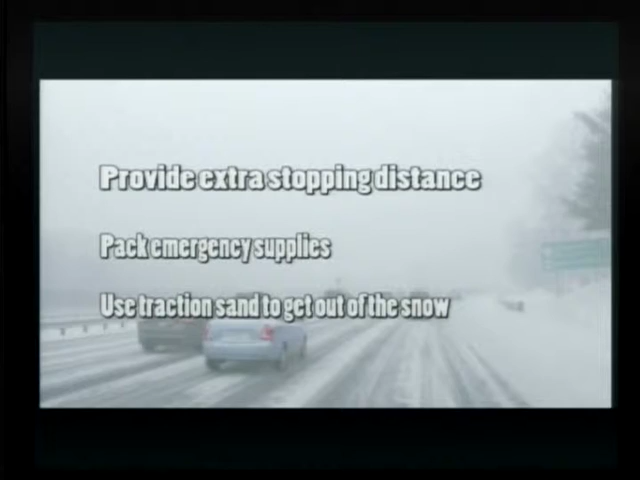 Provide extra stopping distance
Pack emergency supplies
Use traction sand to get out of the snow